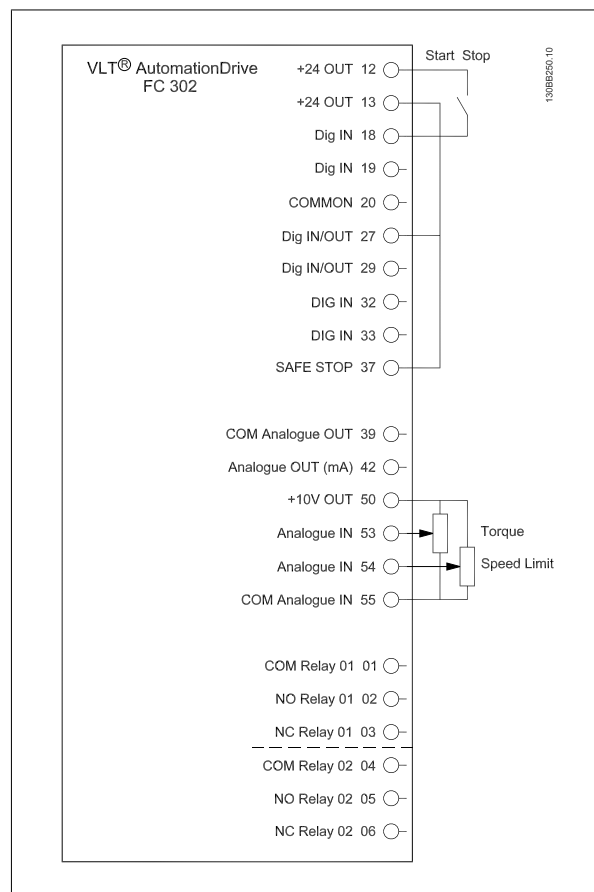 VLT® AutomationDrive
FC 302
+24 OUT 12
+24 OUT 13
Dig IN 18
Dig IN 19
COMMON 20
Dig IN/OUT 27
Dig IN/OUT 29
DIG IN 32
DIG IN 33
SAFE STOP 37
COM Analogue OUT 39
Analogue OUT (mA) 42
+10V OUT 50
Analogue IN 53
Analogue IN 54
COM Analogue IN 55
COM Relay 01 01
NO Relay 01 02
NC Relay 01 03
COM Relay 02 04
NO Relay 02 05
NC Relay 02 06
Start Stop
Torque
Speed Limit
130BB250.10